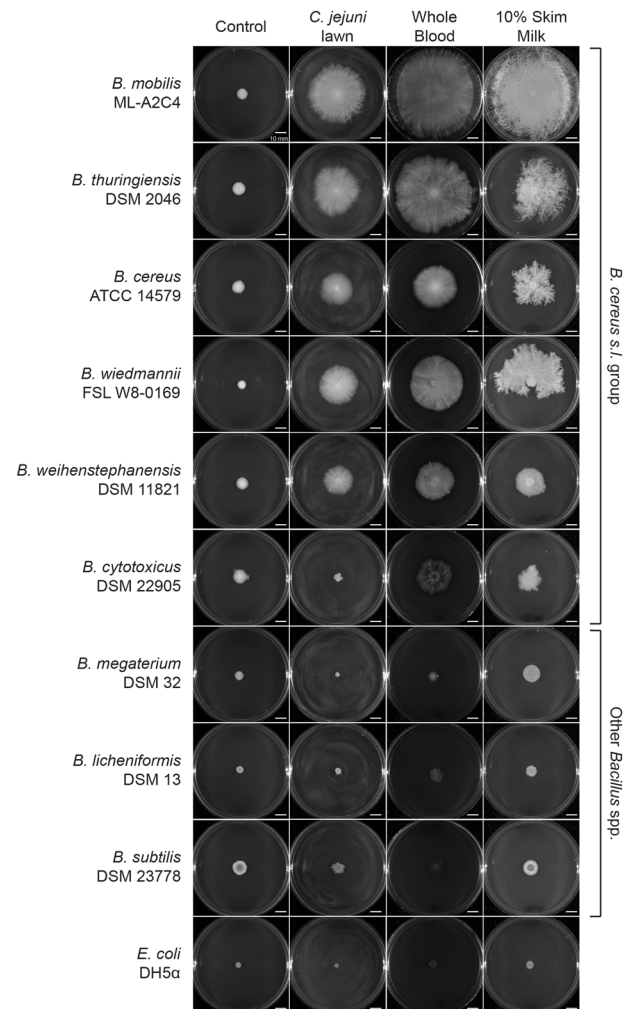 Control
C. jejuni
lawn
Whole
Blood
10% Skim
Milk
B. mobilis
ML-A2C4
10 mm
B. thuringiensis
DSM 2046
B. cereus
ATCC 14579
B. wiedmannii
FSL W8-0169
B. weihenstephanensis
DSM 11821
B. cytotoxicus
DSM 22905
B. cereus s.l. group
B. megaterium
DSM 32
B. licheniformis
DSM 13
B. subtilis
DSM 23778
Other Bacillus spp.
E. coli
DH5α